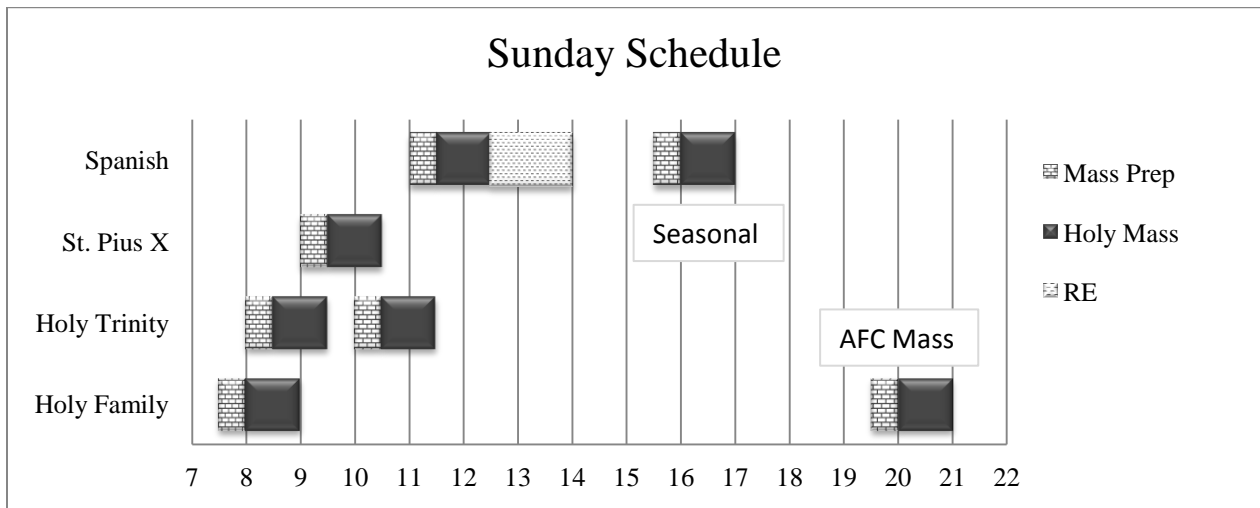 Sunday Schedule
Spanish
St. Pius X
Holy Trinity
Holy Family
Seasonal
AFC Mass
7 8 9 10 11 12 13 14 15 16 17 18 19 20 21 22
Mass Prep
Holy Mass
RE